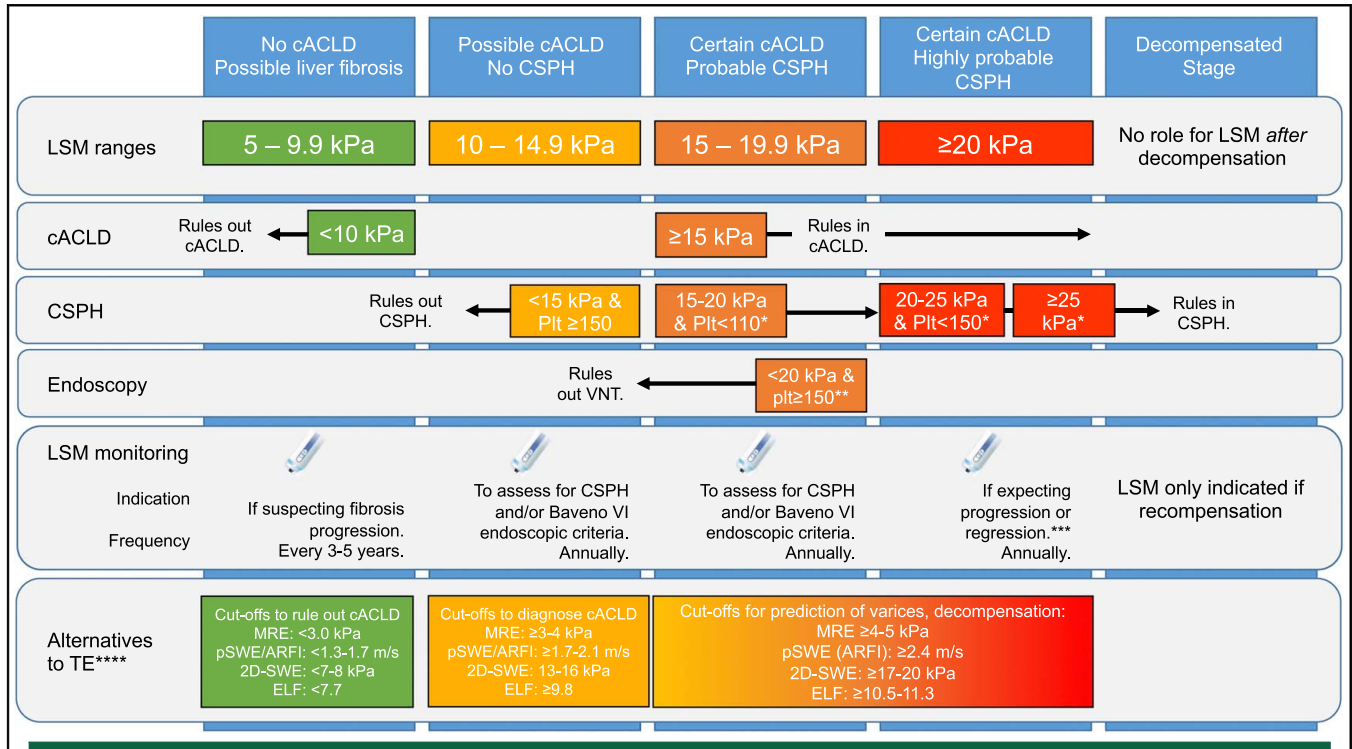 No cACLD
Possible liver fibrosis
Possible cACLD
No CSPH
Certain cACLD
Probable CSPH
Certain cACLD
Highly probable
CSPH
Decompensated
Stage
LSM ranges
5 – 9.9 kPa
10 – 14.9 kPa
15 – 19.9 kPa
≥20 kPa
No role for LSM after
decompensation
cACLD
Rules out
cACLD.
<10 kPa
≥15 kPa
Rules in
cACLD.
CSPH
Rules out
CSPH.
<15 kPa &
Plt ≥150
15-20 kPa
& Plt<110*
20-25 kPa
& Plt<150*
≥25
kPa*
Rules in
CSPH.
Endoscopy
Rules
out VNT.
<20 kPa &
plt≥150**
LSM monitoring
Indication
Frequency
If suspecting fibrosis
progression.
Every 3-5 years.
To assess for CSPH
and/or Baveno VI
endoscopic criteria.
Annually.
To assess for CSPH
and/or Baveno VI
endoscopic criteria.
Annually.
If expecting
progression or
regression.***
Annually.
LSM only indicated if
recompensation
Alternatives
to TE****
Cut-offs to rule out cACLD
MRE: <3.0 kPa
pSWE/ARFI: <1.3-1.7 m/s
2D-SWE: <7-8 kPa
ELF: <7.7
Cut-offs to diagnose cACLD
MRE: ≥3-4 kPa
pSWE/ARFI: ≥1.7-2.1 m/s
2D-SWE: 13-16 kPa
ELF: ≥9.8
Cut-offs for prediction of varices, decompensation:
MRE ≥4-5 kPa
pSWE (ARFI): ≥2.4 m/s
2D-SWE: ≥17-20 kPa
ELF: ≥10.5-11.3